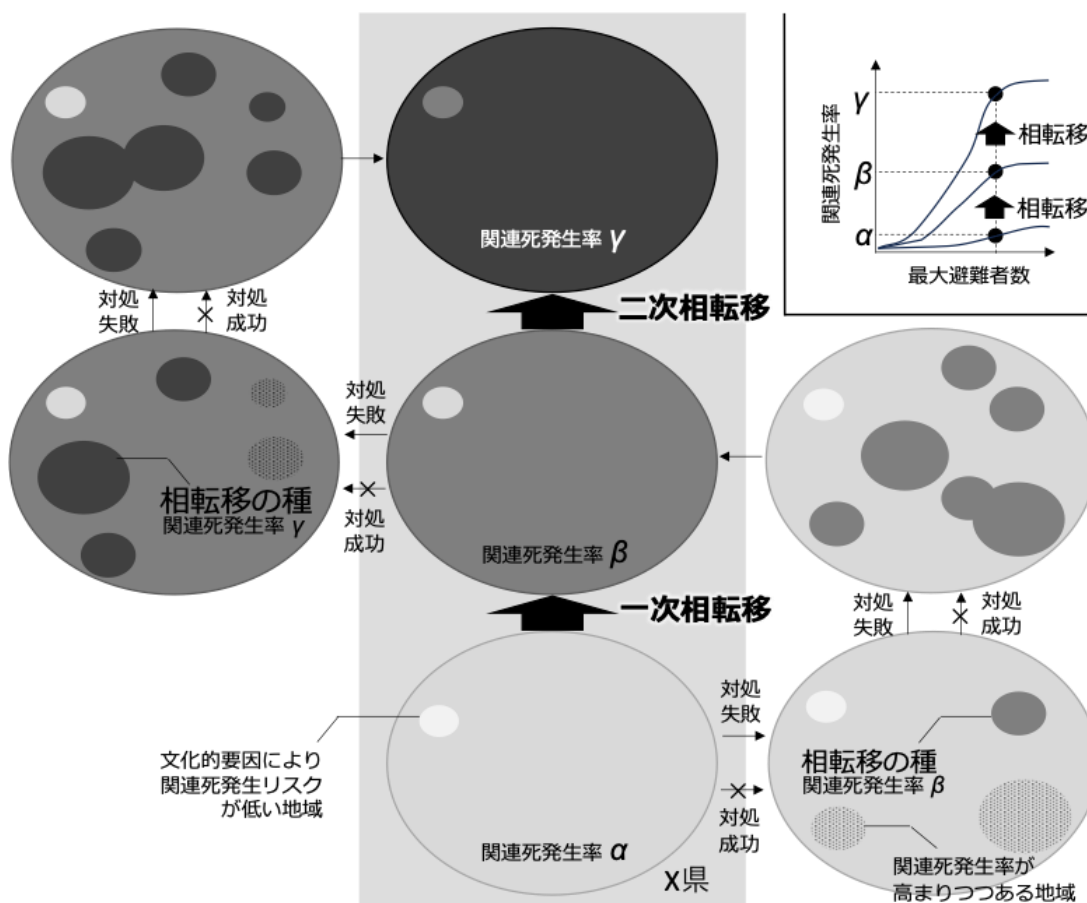 関連死発生率
γ
β
α
相転移
相転移
最大避難者数
関連死発生率 γ
二次相転移
対処
失敗
対処
成功
対処
失敗
対処
成功
相転移の種
関連死発生率 γ
関連死発生率 β
一次相転移
対処
失敗
対処
成功
文化的要因により
関連死発生リスク
が低い地域
対処
失敗
対処
成功
相転移の種
関連死発生率 β
関連死発生率 α
X県
関連死発生率が
高まりつつある地域